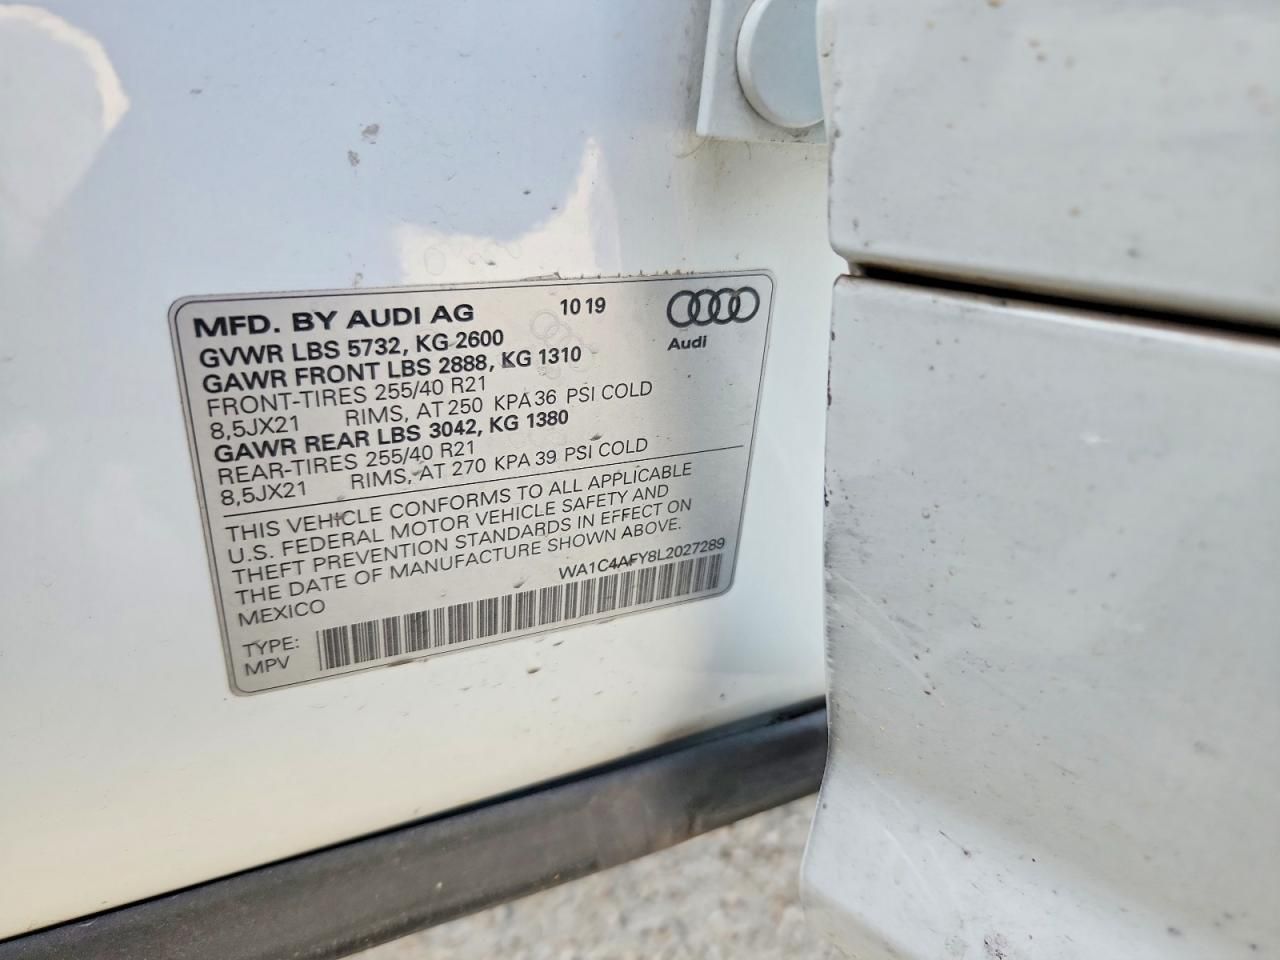 MFD. BY AUDI AG 10 19
Audi
GVWR LBS 5732, KG 2600
GAWR FRONT LBS 2888, KG 1310
FRONT-TIRES 255/40 R21
8,5JX21 RIMS, AT 250 KPA 36 PSI COLD
GAWR REAR LBS 3042, KG 1380
REAR-TIRES 255/40 R21
8,5JX21 RIMS, AT 270 KPA 39 PSI COLD
THIS VEHICLE CONFORMS TO ALL APPLICABLE
U.S. FEDERAL MOTOR VEHICLE SAFETY AND
THEFT PREVENTION STANDARDS IN EFFECT ON
THE DATE OF MANUFACTURE SHOWN ABOVE.
MEXICO WA1C4AFY8L2027289
TYPE:
MPV